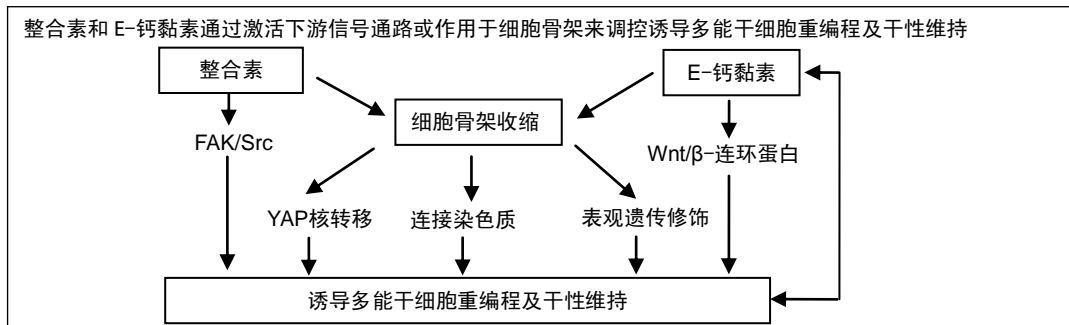 整合素和 E-钙黏素通过激活下游信号通路或作用于细胞骨架来调控诱导多能干细胞重编程及干性维持
整合素
E-钙黏素
细胞骨架收缩
FAK/Src
Wnt/β-连环蛋白
YAP核转移
连接染色质
表观遗传修饰
诱导多能干细胞重编程及干性维持